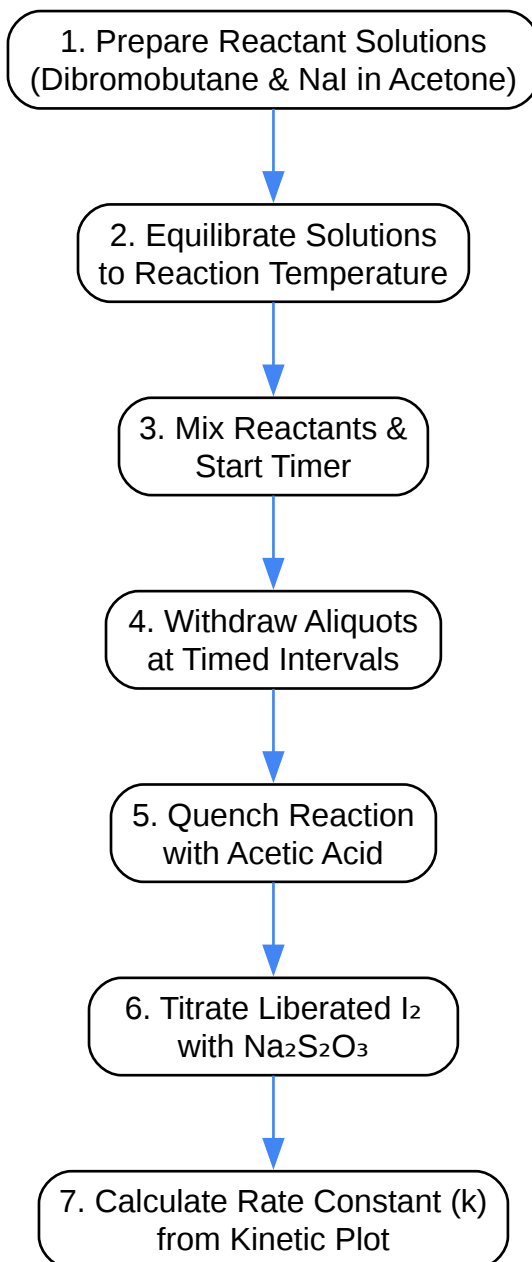 1. Prepare Reactant Solutions
(Dibromobutane & NaI in Acetone)
2. Equilibrate Solutions
to Reaction Temperature
3. Mix Reactants &
Start Timer
4. Withdraw Aliquots
at Timed Intervals
5. Quench Reaction
with Acetic Acid
6. Titrate Liberated I₂
with Na₂S₂O₃
7. Calculate Rate Constant (k)
from Kinetic Plot